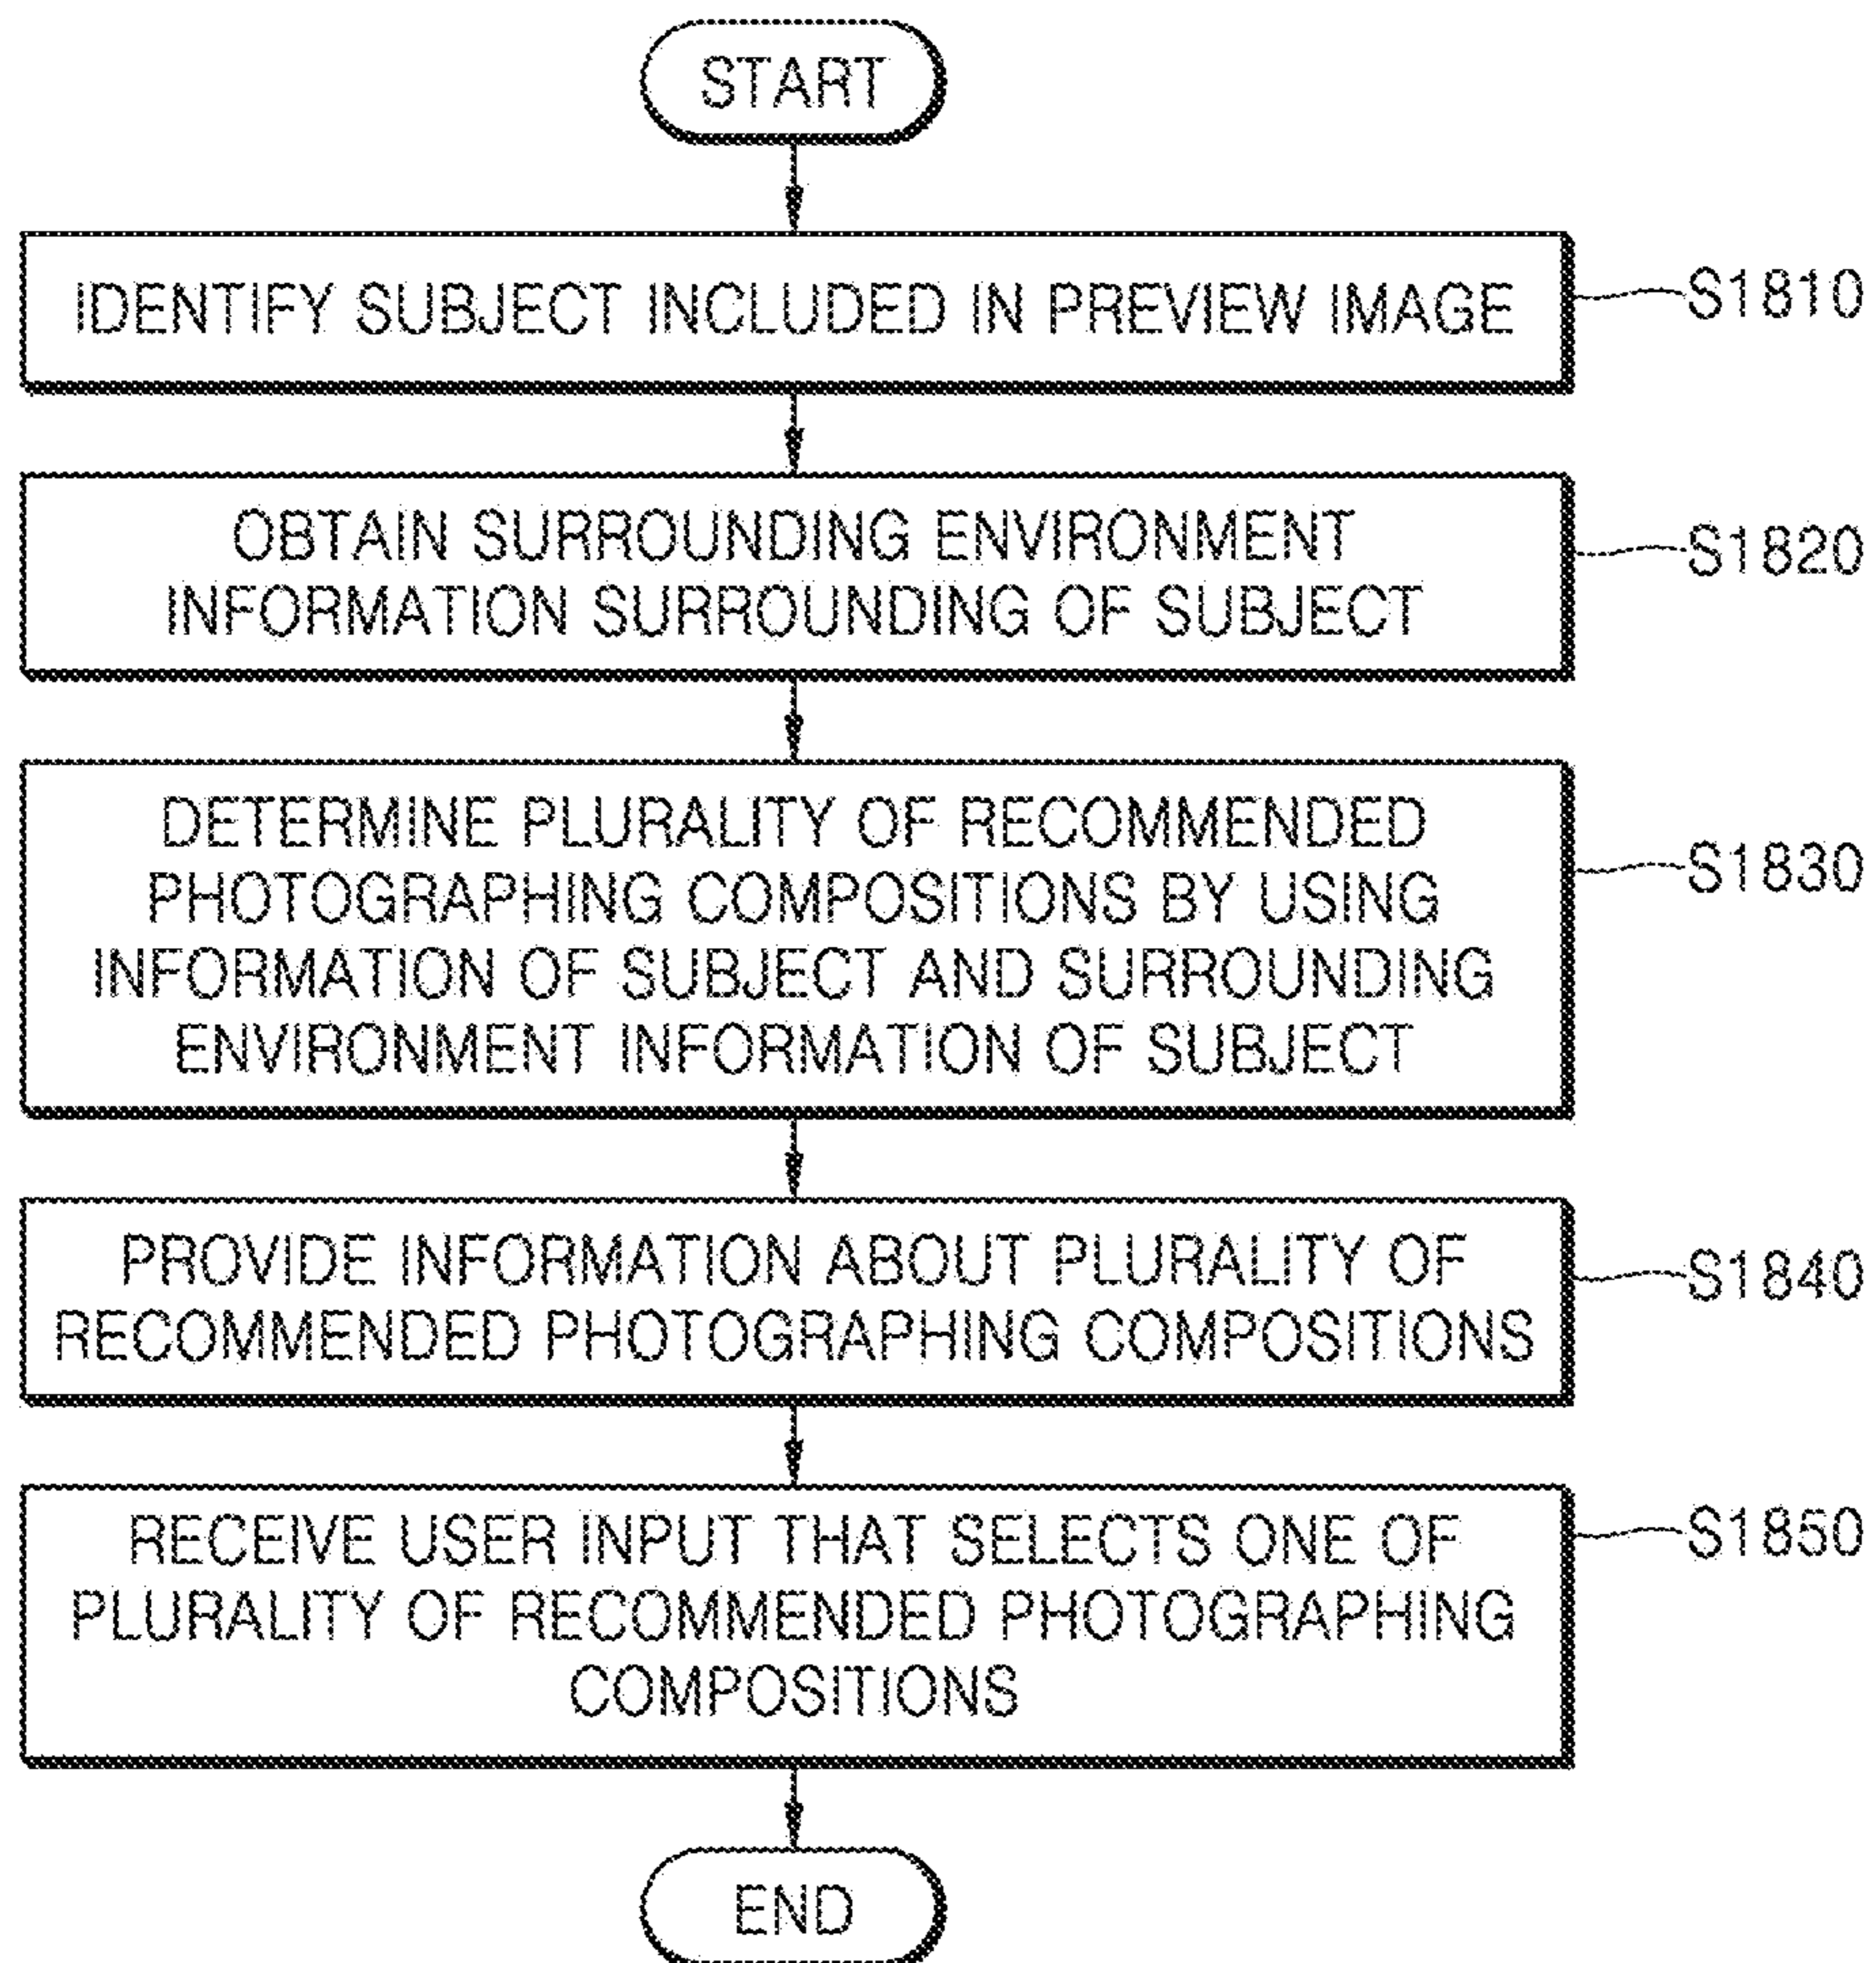 START
IDENTIFY SUBJECT INCLUDED IN PREVIEW IMAGE
S1810
OBTAIN SURROUNDING ENVIRONMENT
INFORMATION SURROUNDING OF SUBJECT
S1820
DETERMINE PLURALITY OF RECOMMENDED
PHOTOGRAPHING COMPOSITIONS BY USING
INFORMATION OF SUBJECT AND SURROUNDING
ENVIRONMENT INFORMATION OF SUBJECT
S1830
PROVIDE INFORMATION ABOUT PLURALITY OF
RECOMMENDED PHOTOGRAPHING COMPOSITIONS
S1840
RECEIVE USER INPUT THAT SELECTS ONE OF
PLURALITY OF RECOMMENDED PHOTOGRAPHING
COMPOSITIONS
S1850
END